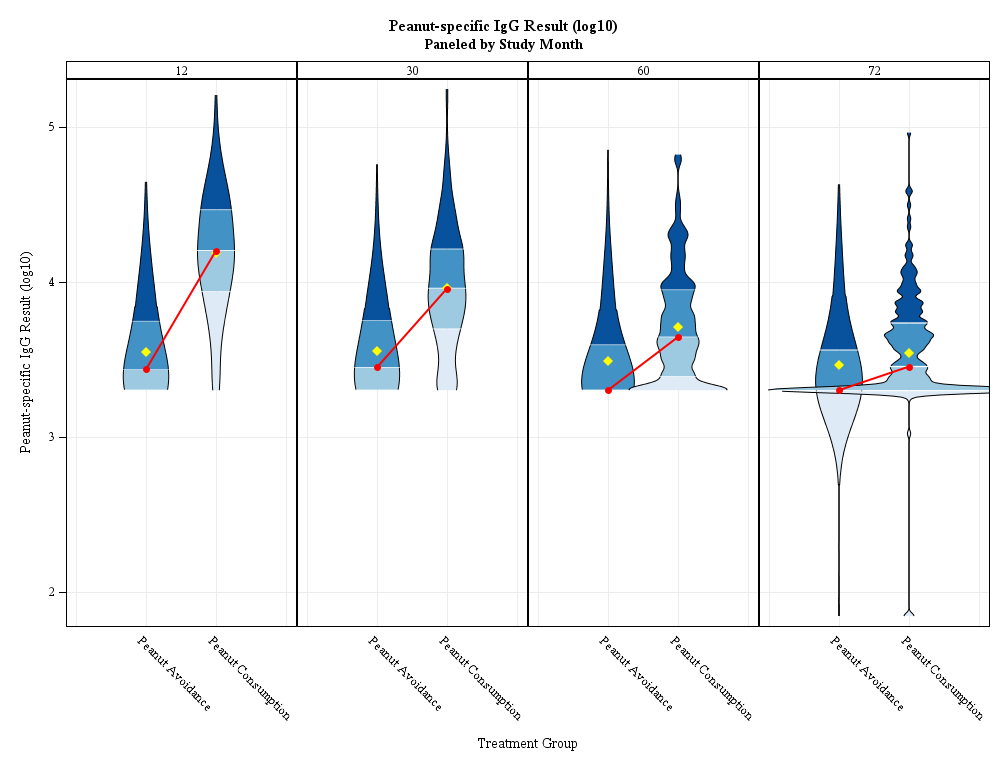 Peanut-specific IgG Result (log10)
Paneled by Study Month
12 30 60 72
5
4
3
2
Peanut-specific IgG Result (log10)
Peanut Avoidance Peanut Consumption Peanut Avoidance Peanut Consumption Peanut Avoidance Peanut Consumption Peanut Avoidance Peanut Consumption
Treatment Group